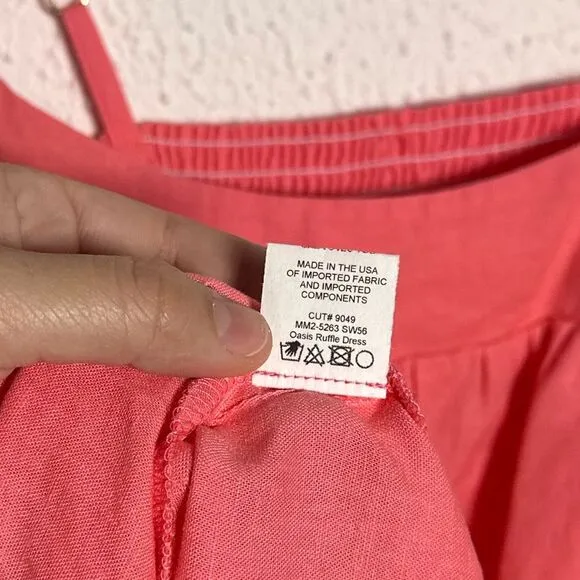 MADE IN THE USA
OF IMPORTED FABRIC
AND IMPORTED
COMPONENTS
CUT# 9049
MM2-5263 SW56
Oasis Ruffle Dress